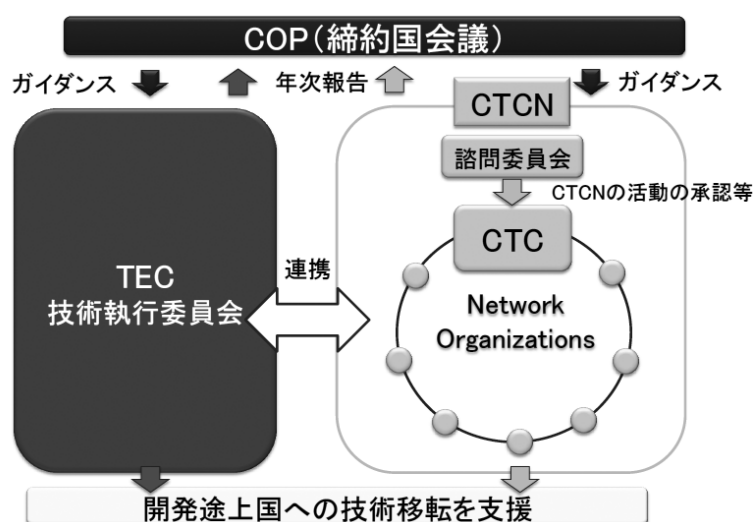 COP（締約国会議）
ガイダンス
年次報告
ガイダンス
CTCN
諮問委員会
CTCNの活動の承認等
CTC
TEC
技術執行委員会
連携
Network
Organizations
開発途上国への技術移転を支援